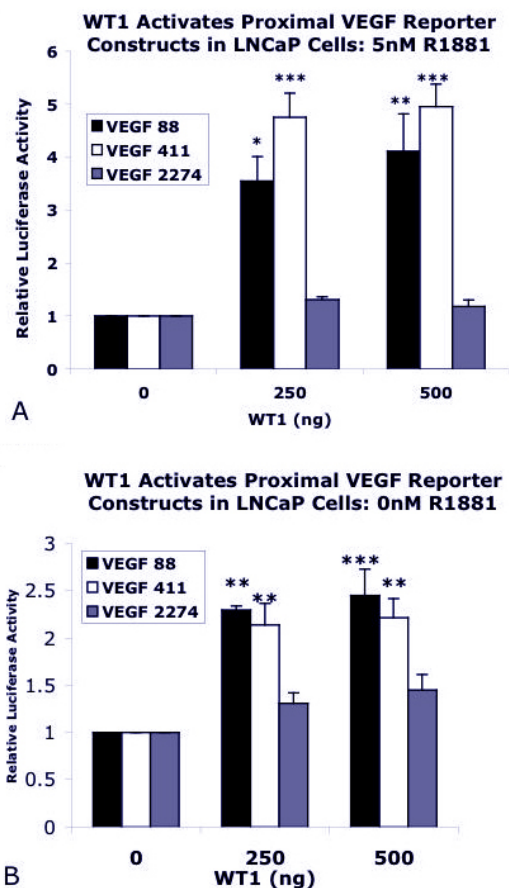 WT1 Activates Proximal VEGF Reporter
Constructs in LNCaP Cells: 5nM R1881
6
5
4
3
2
1
0
Relative Luciferase Activity
VEGF 88
VEGF 411
VEGF 2274
*
***
**
***
0
250
500
WT1 (ng)
A
WT1 Activates Proximal VEGF Reporter
Constructs in LNCaP Cells: 0nM R1881
3
2.5
2
1.5
1
0.5
0
Relative Luciferase Activity
VEGF 88
VEGF 411
VEGF 2274
**
**
***
**
0
250
500
WT1 (ng)
B